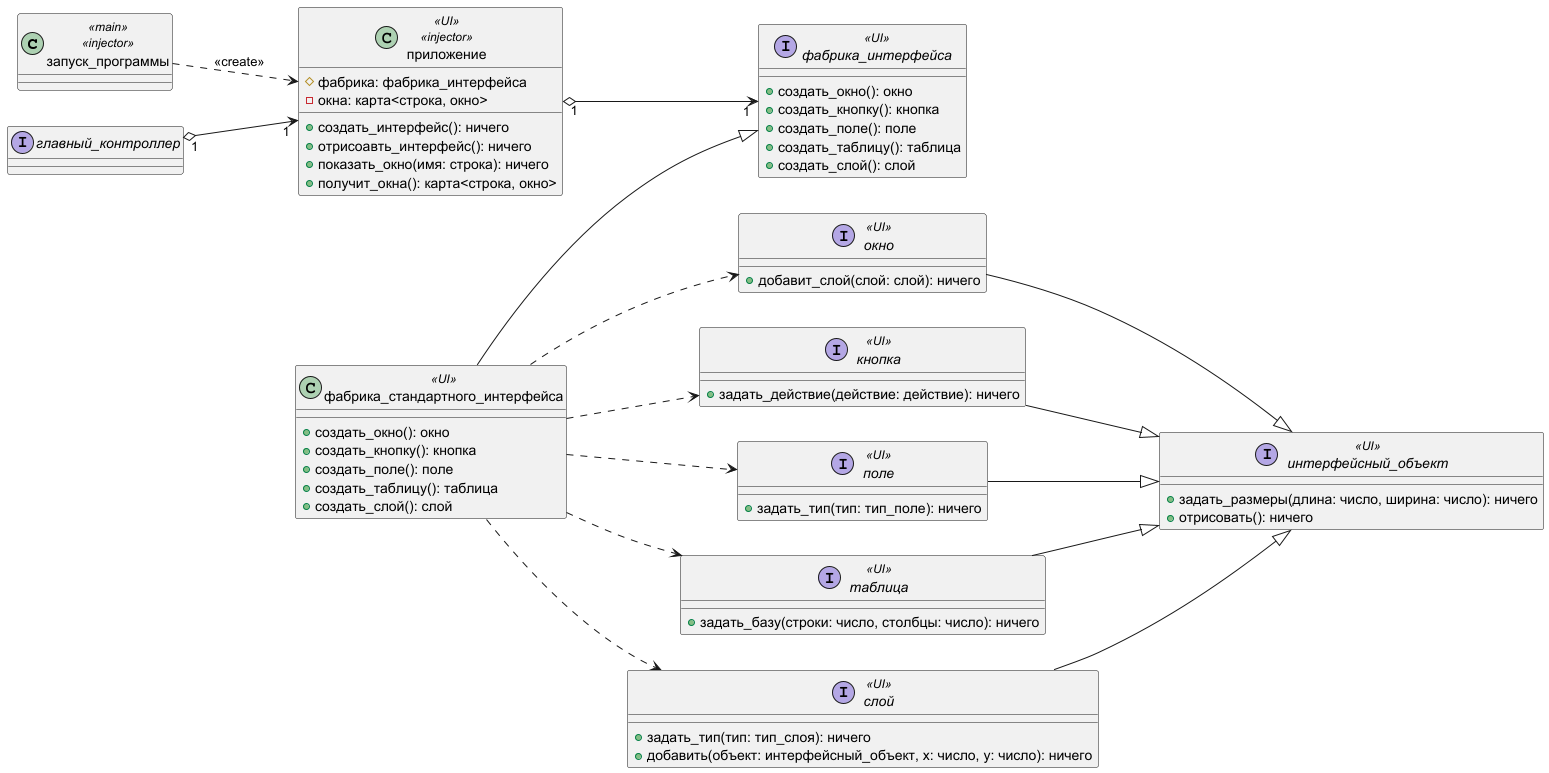 «main»
«injector»
запуск_программы
«create»
главный_контроллер
1
1
«UI»
«injector»
приложение
фабрика: фабрика_интерфейса
окна: карта<строка, окно>
создать_интерфейс(): ничего
отрисоавть_интерфейс(): ничего
показать_окно(имя: строка): ничего
получит_окна(): карта<строка, окно>
1
1
«UI»
фабрика_интерфейса
создать_окно(): окно
создать_кнопку(): кнопка
создать_поле(): поле
создать_таблицу(): таблица
создать_слой(): слой
«UI»
окно
добавит_слой(слой: слой): ничего
«UI»
кнопка
задать_действие(действие: действие): ничего
«UI»
фабрика_стандартного_интерфейса
создать_окно(): окно
создать_кнопку(): кнопка
создать_поле(): поле
создать_таблицу(): таблица
создать_слой(): слой
«UI»
поле
задать_тип(тип: тип_поле): ничего
«UI»
интерфейсный_объект
задать_размеры(длина: число, ширина: число): ничего
отрисовать(): ничего
«UI»
таблица
задать_базу(строки: число, столбцы: число): ничего
«UI»
слой
задать_тип(тип: тип_слоя): ничего
добавить(объект: интерфейсный_объект, x: число, y: число): ничего